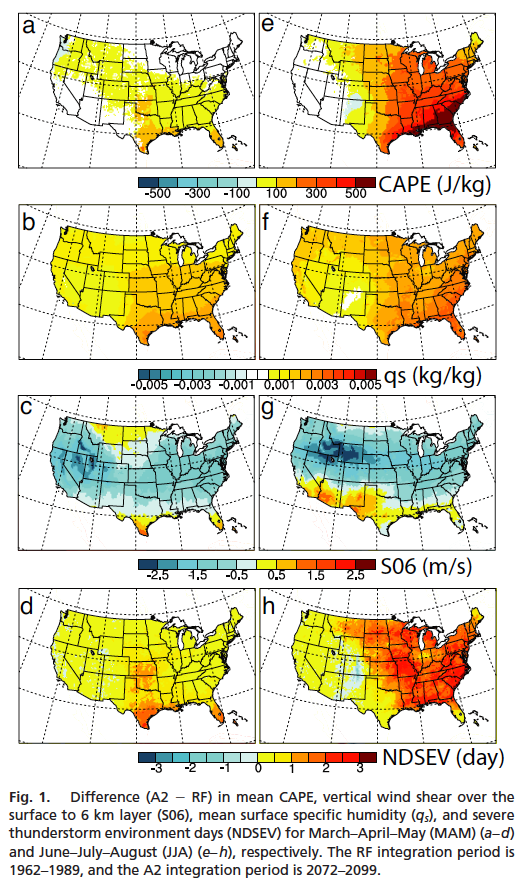 a
e
-500 -300 -100 100 300 500 CAPE (J/kg)
b
f
-0.005 -0.003 -0.001 0.001 0.003 0.005 qs (kg/kg)
c
g
-2.5 -1.5 -0.5 0.5 1.5 2.5 S06 (m/s)
d
h
-3 -2 -1 0 1 2 3 NDSEV (day)
Fig. 1. Difference (A2 − RF) in mean CAPE, vertical wind shear over the
surface to 6 km layer (S06), mean surface specific humidity (qs), and severe
thunderstorm environment days (NDSEV) for March–April–May (MAM) (a–d)
and June–July–August (JJA) (e–h), respectively. The RF integration period is
1962–1989, and the A2 integration period is 2072–2099.